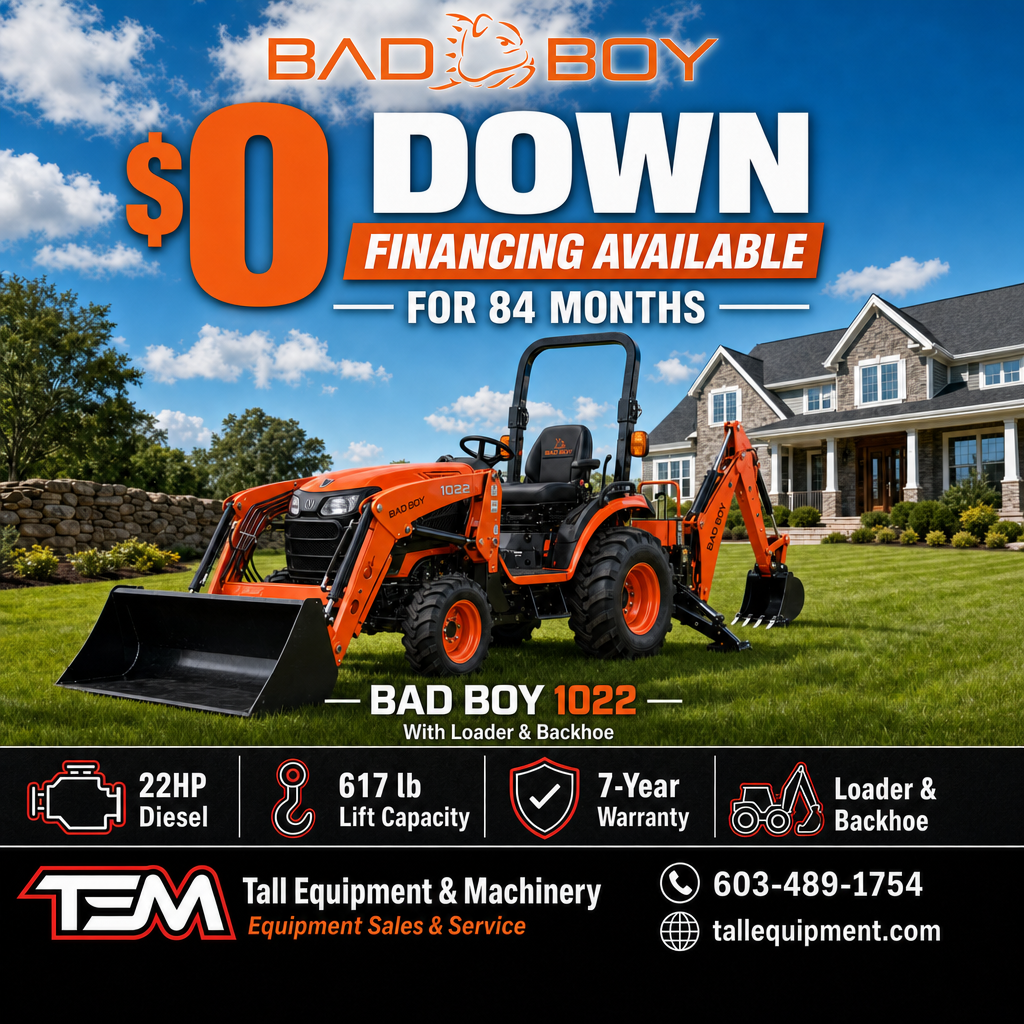 BAD BOY
$0 DOWN
FINANCING AVAILABLE
FOR 84 MONTHS
BAD BOY
BAD BOY
1022
BAD BOY
BAD BOY 1022
With Loader & Backhoe
22HP
Diesel
617 lb
Lift Capacity
7-Year
Warranty
Loader &
Backhoe
TEM
Tall Equipment & Machinery
Equipment Sales & Service
603-489-1754
tallequipment.com